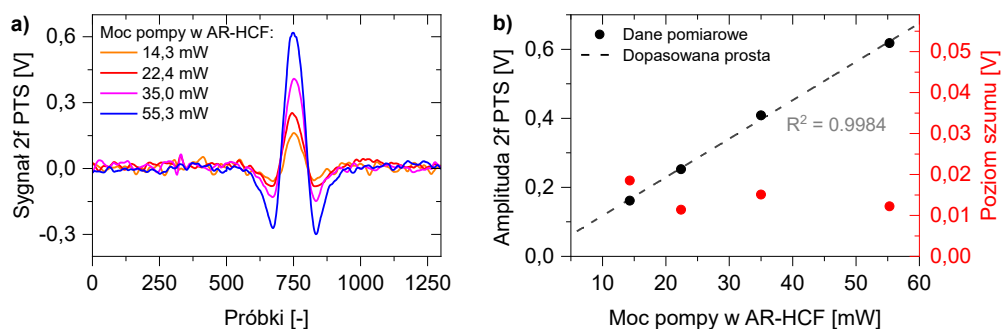 a)
Moc pompy w AR-HCF:
14,3 mW
22,4 mW
35,0 mW
55,3 mW
Sygnał 2f PTS [V]
0,6
0,3
0,0
-0,3
0 250 500 750 1000 1250
Próbki [-]
b)
Dane pomiarowe
Dopasowana prosta
R² = 0.9984
Amplituda 2f PTS [V]
0,6
0,4
0,2
0,0
10 20 30 40 50 60
Moc pompy w AR-HCF [mW]
0,05
0,04
0,03
0,02
0,01
0,00
Poziom szumu [V]